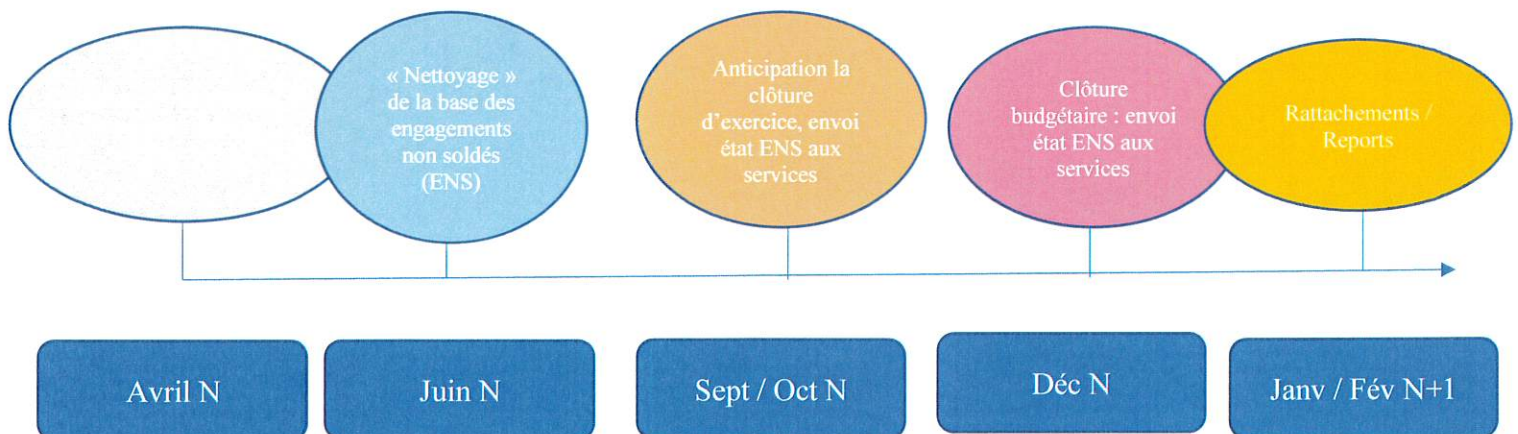 « Nettoyage »
de la base des
engagements
non soldés
(ENS)
Anticipation la
clôture
d'exercice, envoi
état ENS aux
services
Clôture
budgétaire : envoi
état ENS aux
services
Rattachements /
Reports
Avril N
Juin N
Sept / Oct N
Déc N
Janv / Fév N+1